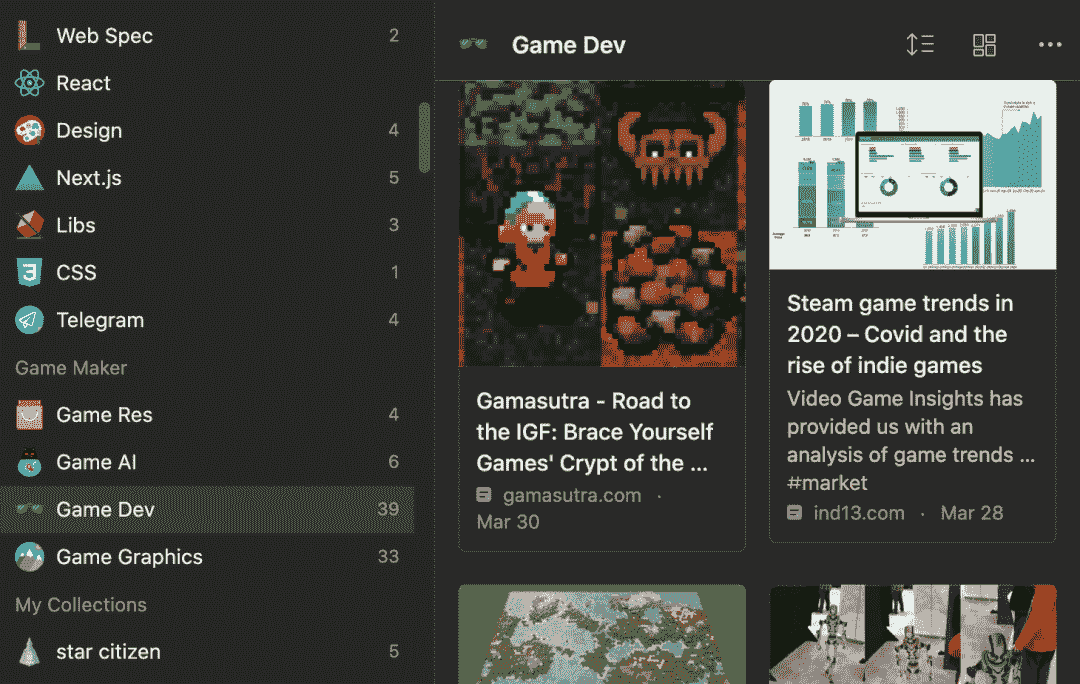 Web Spec 2
React
Design 4
Next.js 5
Libs 3
CSS 1
Telegram 4
Game Maker
Game Res 4
Game AI 6
Game Dev 39
Game Graphics 33
My Collections
star citizen 5
Game Dev
Gamasutra - Road to
the IGF: Brace Yourself
Games' Crypt of the ...
gamasutra.com ·
Mar 30
Steam game trends in
2020 – Covid and the
rise of indie games
Video Game Insights has
provided us with an
analysis of game trends ...
#market
ind13.com · Mar 28